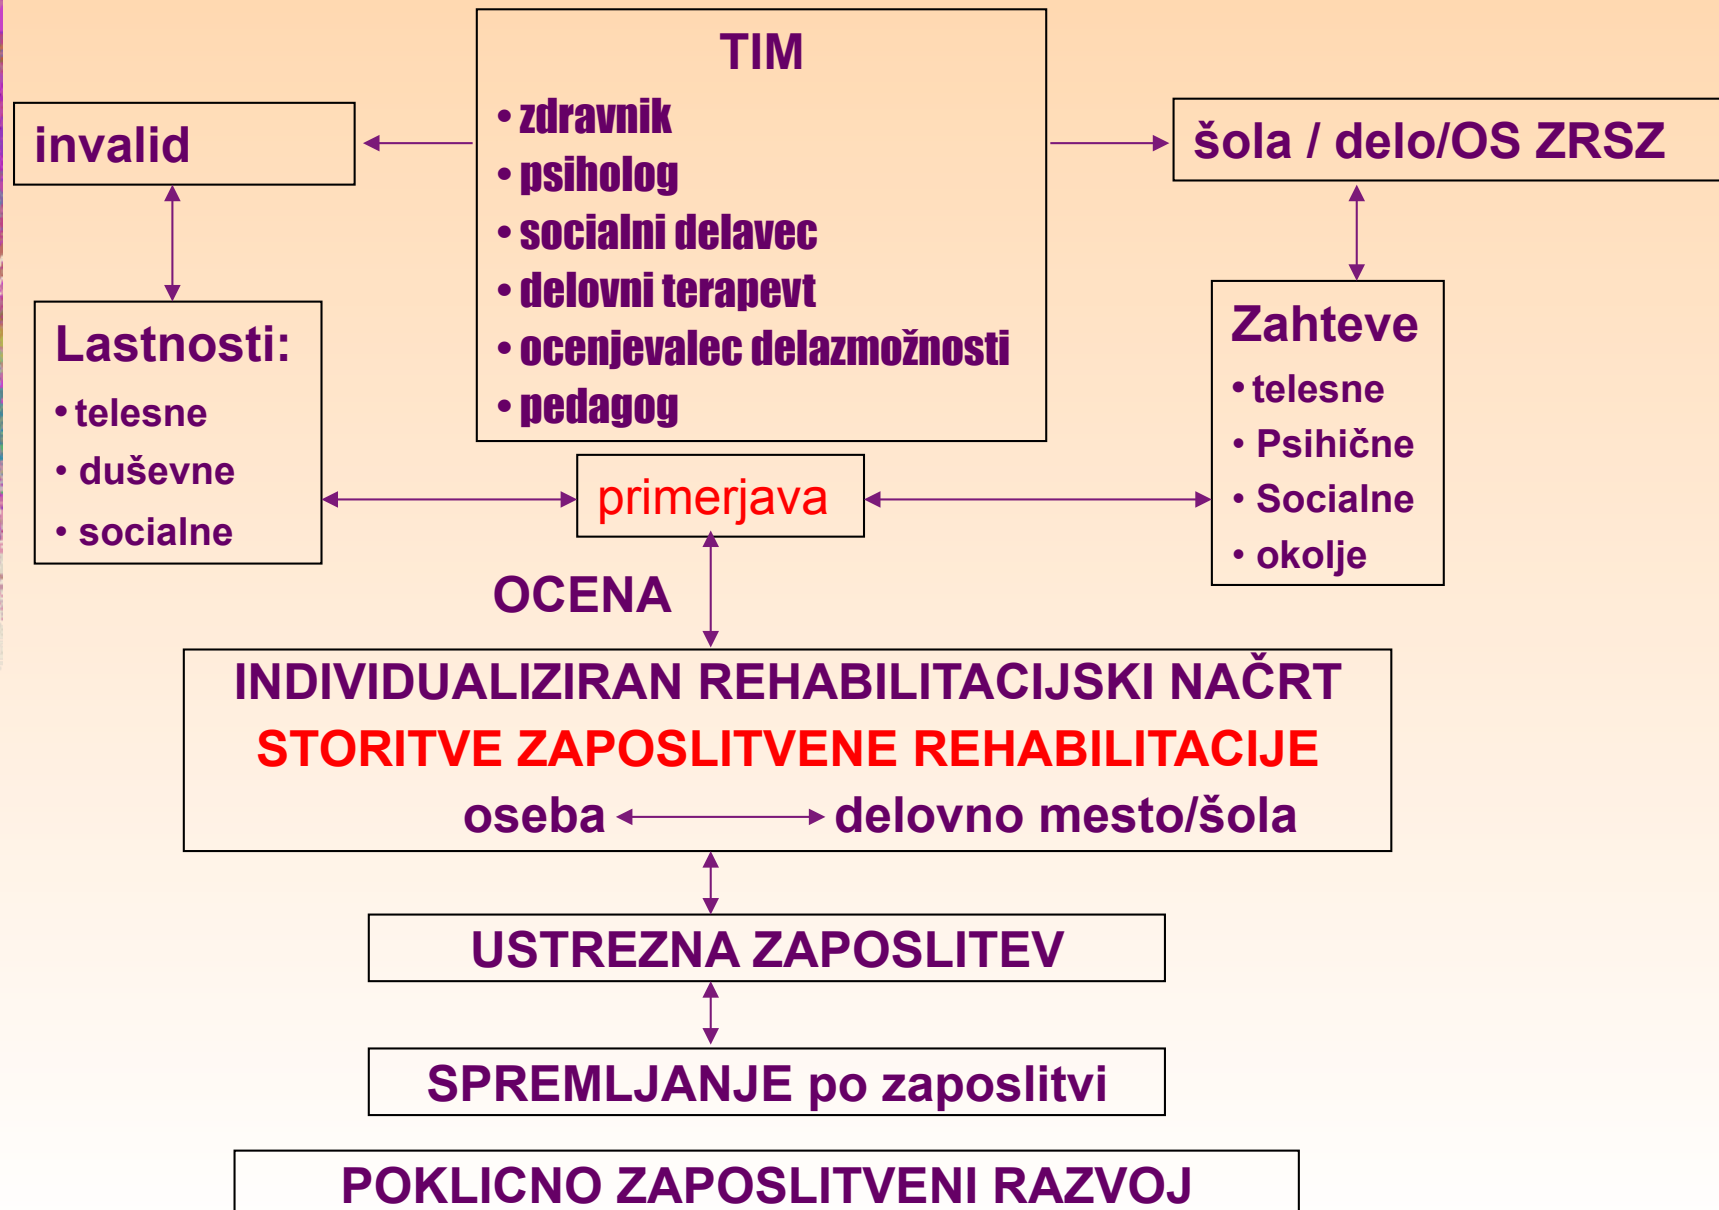 TIM
• zdravnik
• psiholog
• socialni delavec
• delovni terapevt
• ocenjevalec delazmožnosti
• pedagog
invalid
šola / delo/OS ZRSZ
Lastnosti:
• telesne
• duševne
• socialne
primerjava
Zahteve
• telesne
• Psihične
• Socialne
• okolje
OCENA
INDIVIDUALIZIRAN REHABILITACIJSKI NAČRT
STORITVE ZAPOSLITVENE REHABILITACIJE
oseba delovno mesto/šola
USTREZNA ZAPOSLITEV
SPREMLJANJE po zaposlitvi
POKLICNO ZAPOSLITVENI RAZVOJ